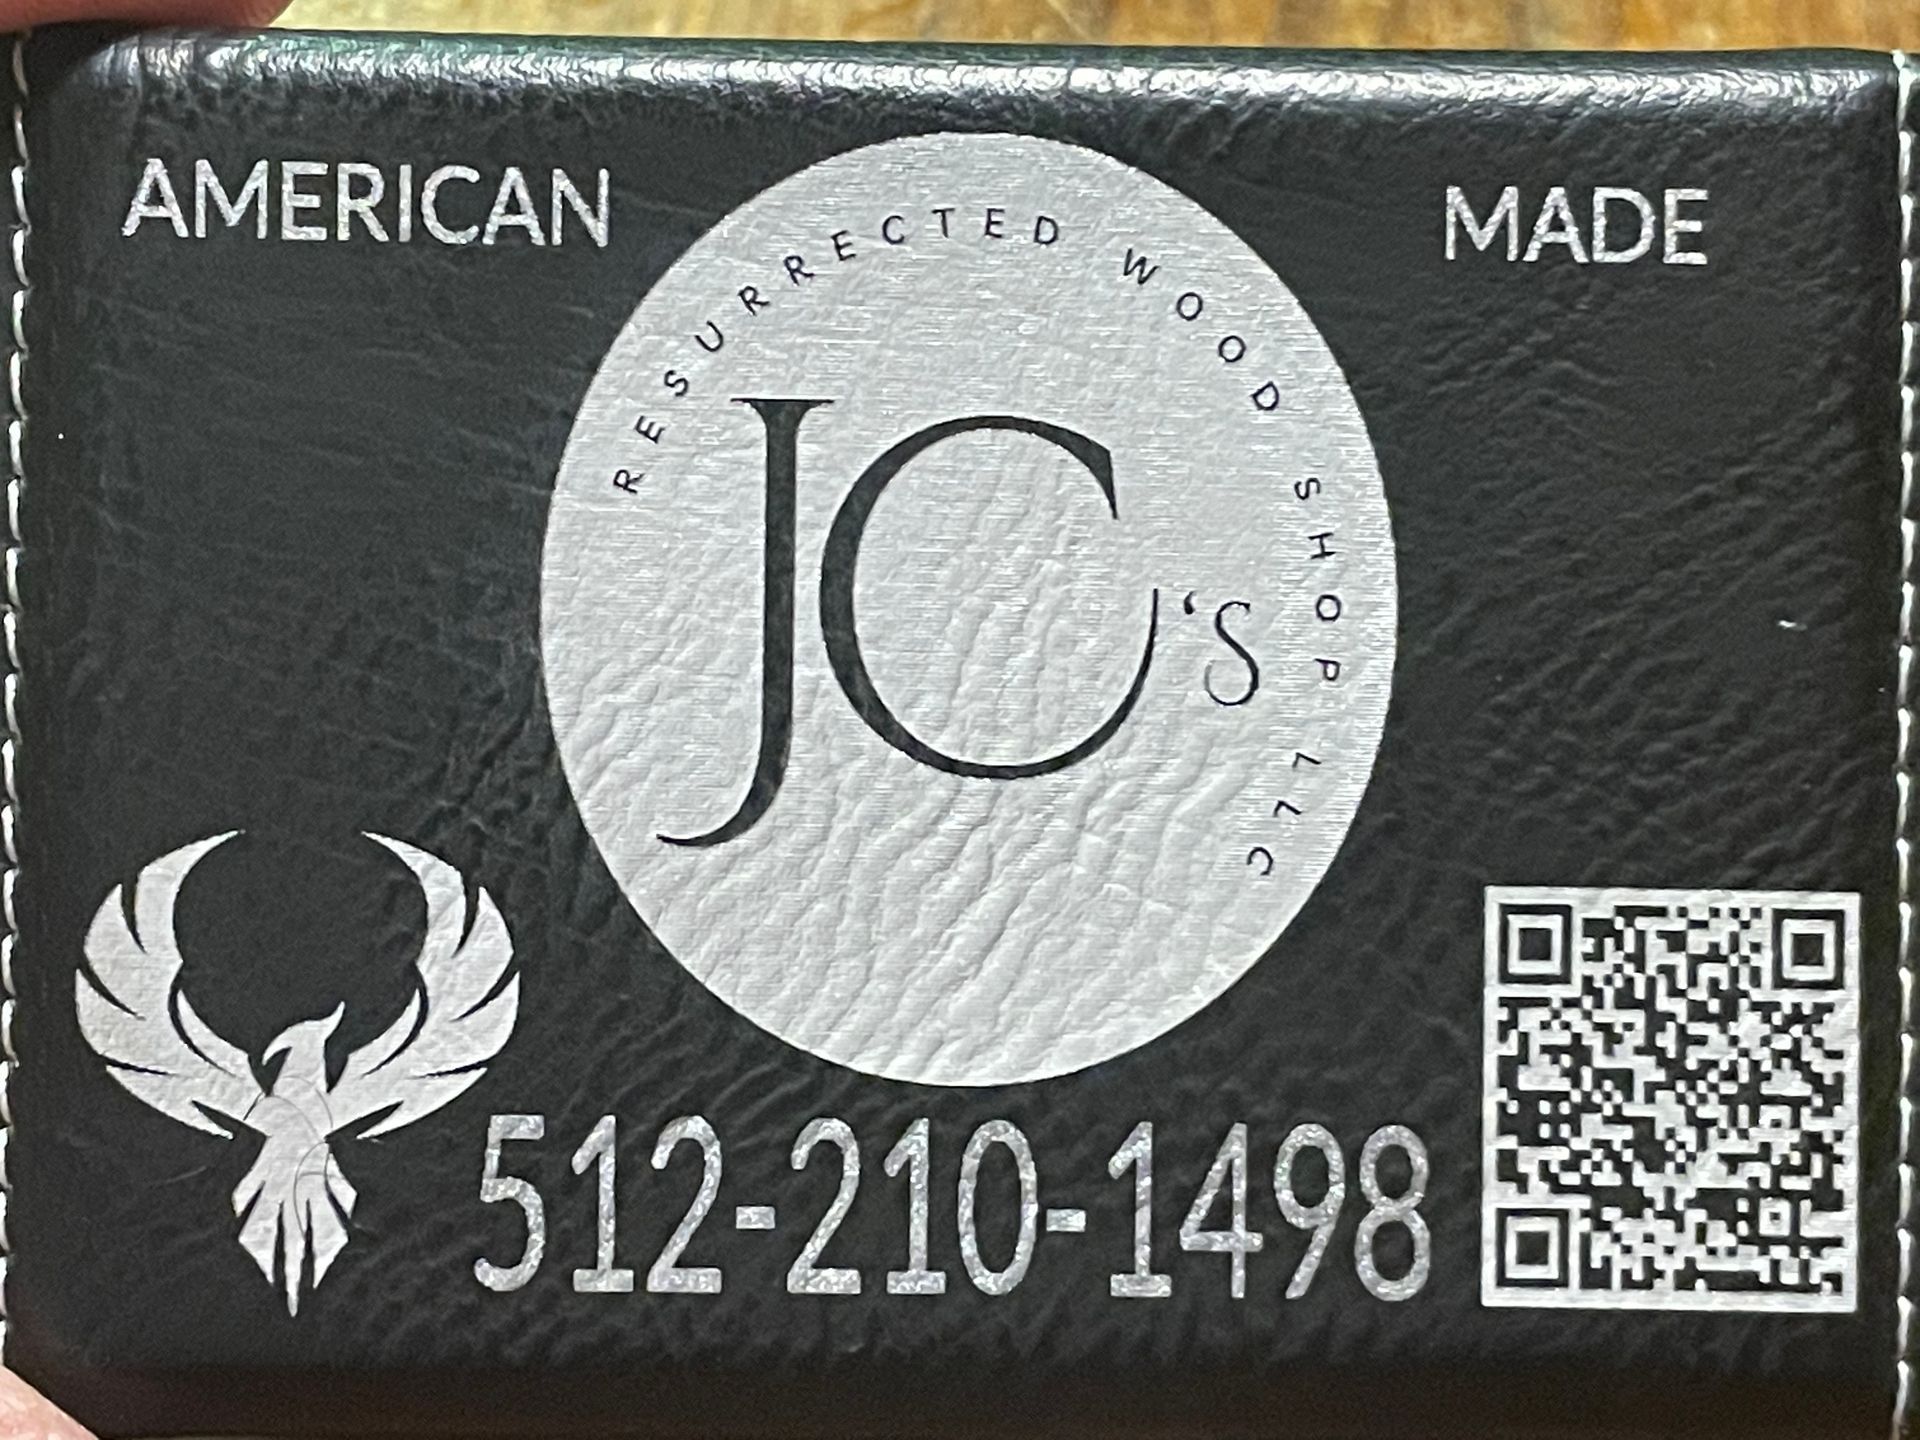 AMERICAN MADE
RESURRECTED WOOD SHOP LLC
JC's
512-210-1498